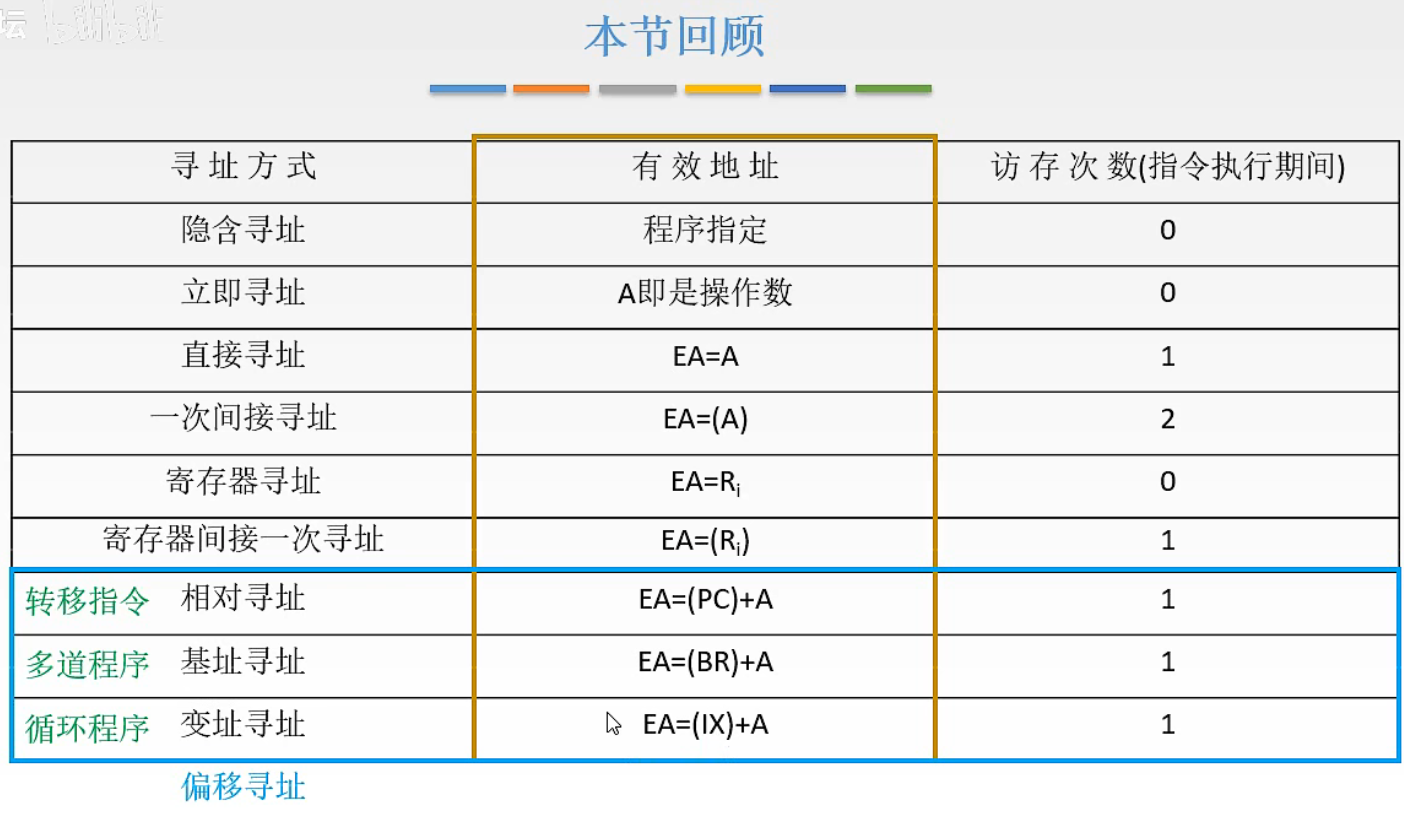 坛 bilibili
本节回顾
寻址方式 有效地址 访存次数(指令执行期间)
隐含寻址 程序指定 0
立即寻址 A即是操作数 0
直接寻址 EA=A 1
一次间接寻址 EA=(A) 2
寄存器寻址 EA=Rᵢ 0
寄存器间接一次寻址 EA=(Rᵢ) 1
转移指令 相对寻址 EA=(PC)+A 1
多道程序 基址寻址 EA=(BR)+A 1
循环程序 变址寻址 EA=(IX)+A 1
偏移寻址